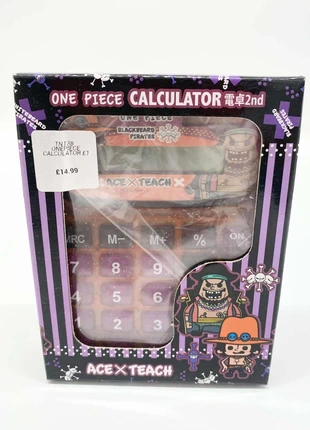 ONE PIECE CALCULATOR 電卓2nd
TNT38
ONEPIECE
CALCULATOR £7
£14.99
ONE PIECE
BLACKBEARD
PIRATES
ACE×TEACH
MRC M− M+ % ON
7 8 9
4 5 6
1 2 3
ACE×TEACH